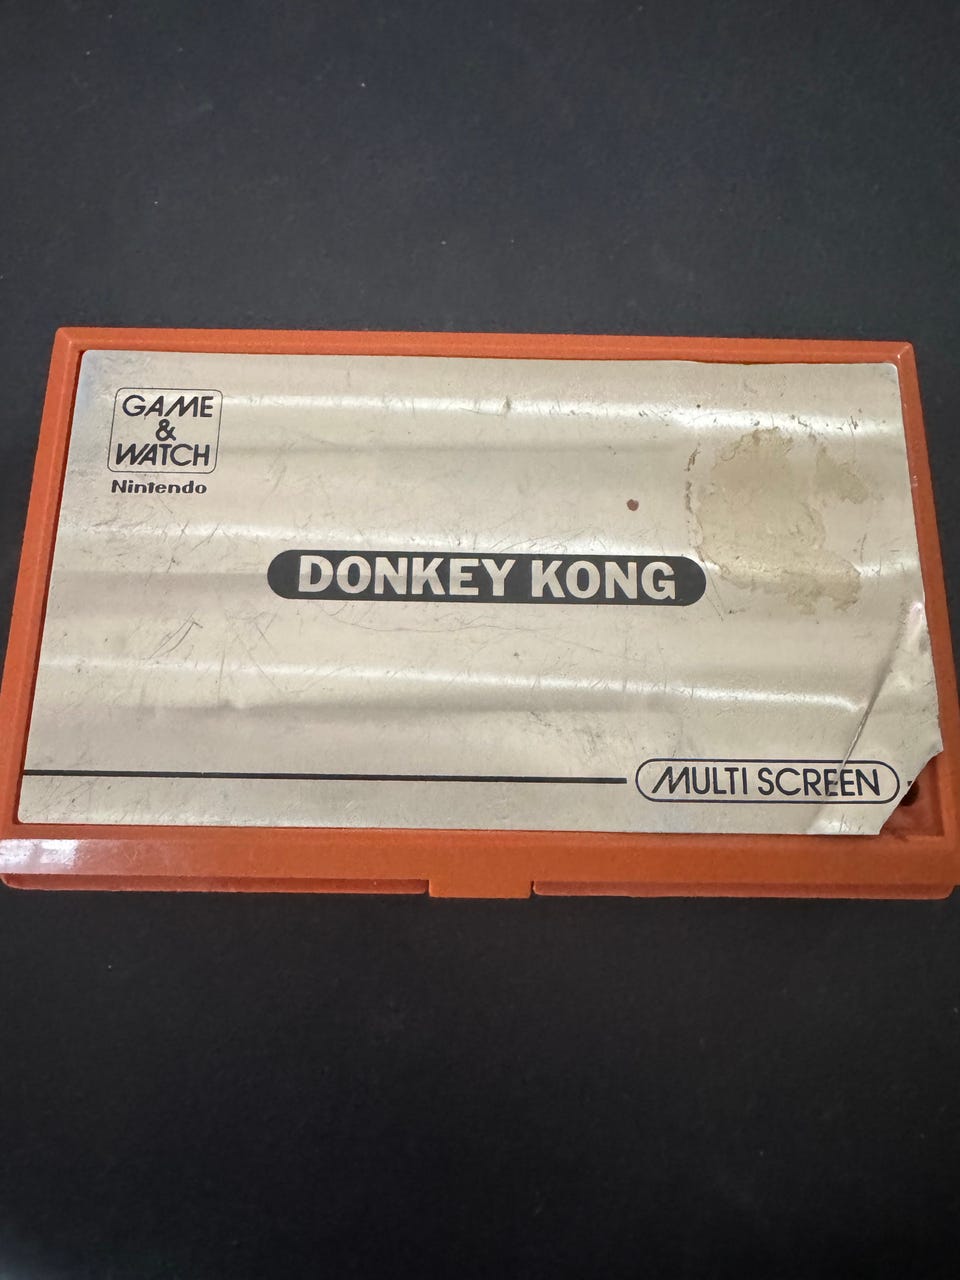 GAME
&
WATCH
Nintendo
DONKEY KONG
MULTI SCREEN